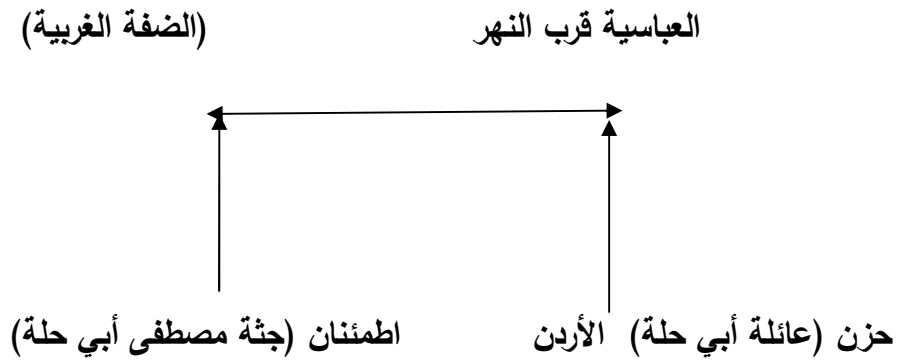 العباسية قرب النهر (الضفة الغربية)
حزن (عائلة أبي حلة) الأردن اطمئنان (جثة مصطفى أبي حلة)